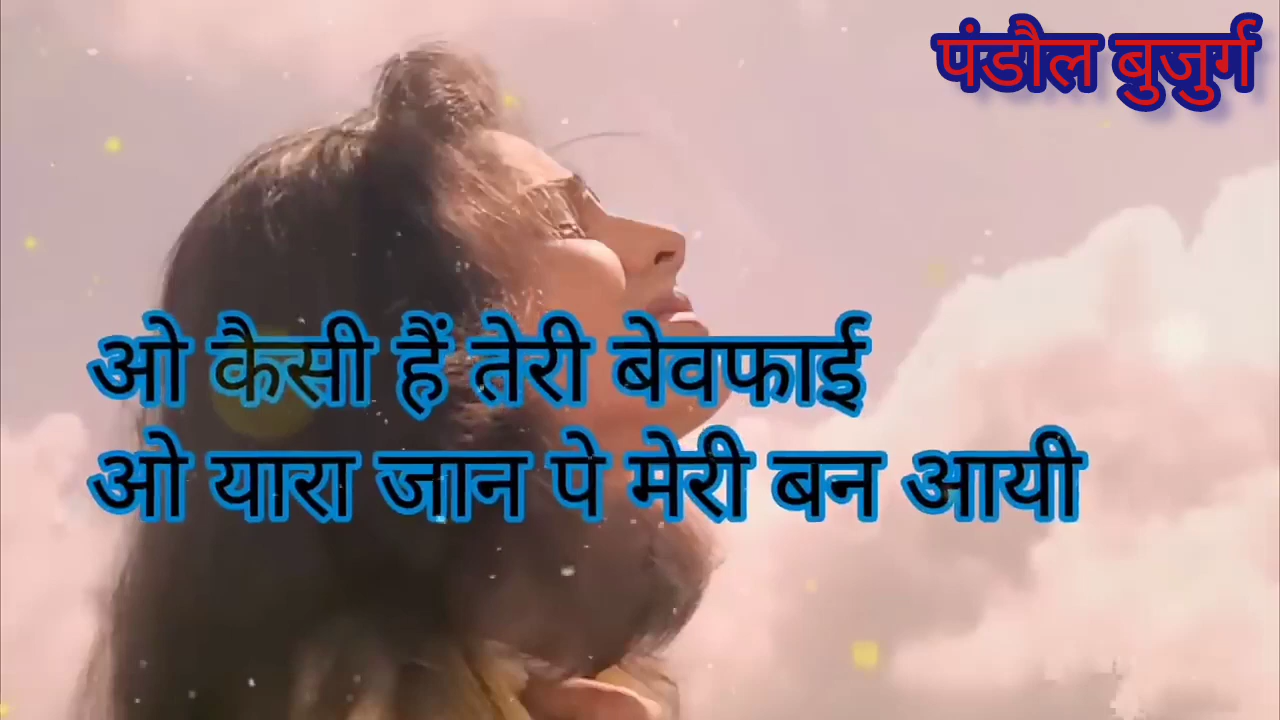 पंडौल बुजुर्ग
ओ कैसी हैं तेरी बेवफाई
ओ यारा जान पे मेरी बन आयी